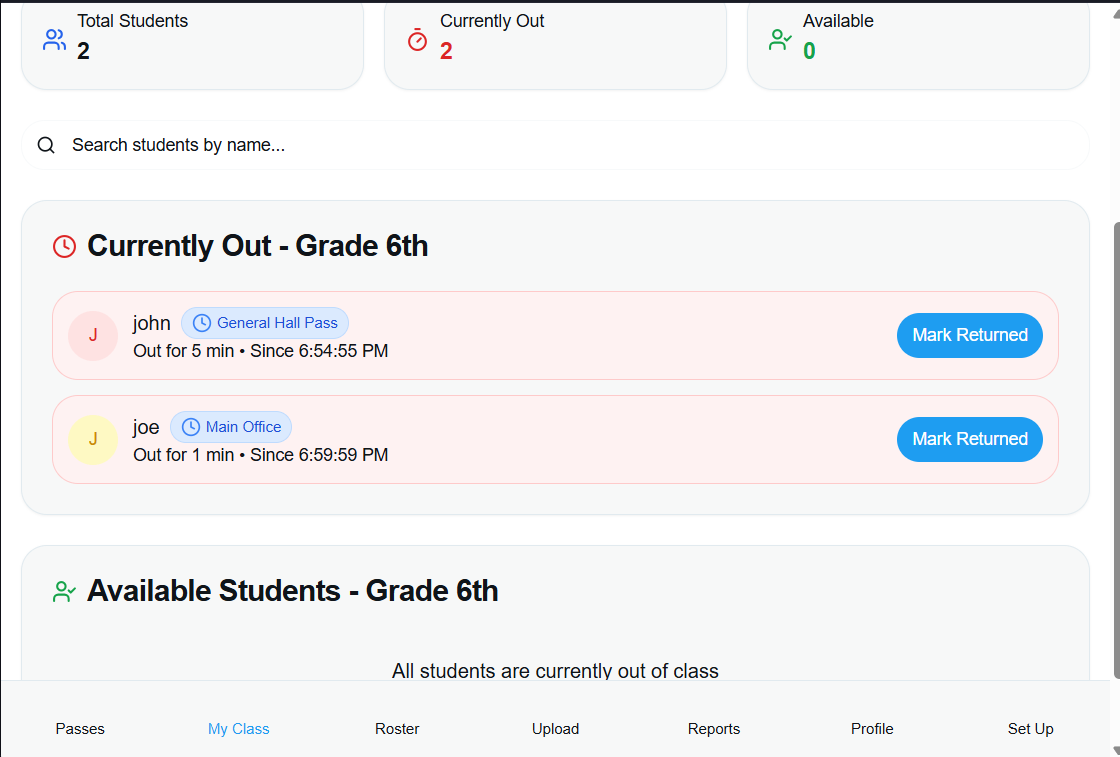 Total Students
2
Currently Out
2
Available
0
Search students by name...
Currently Out - Grade 6th
J
john
General Hall Pass
Out for 5 min • Since 6:54:55 PM
Mark Returned
J
joe
Main Office
Out for 1 min • Since 6:59:59 PM
Mark Returned
Available Students - Grade 6th
All students are currently out of class
Passes
My Class
Roster
Upload
Reports
Profile
Set Up